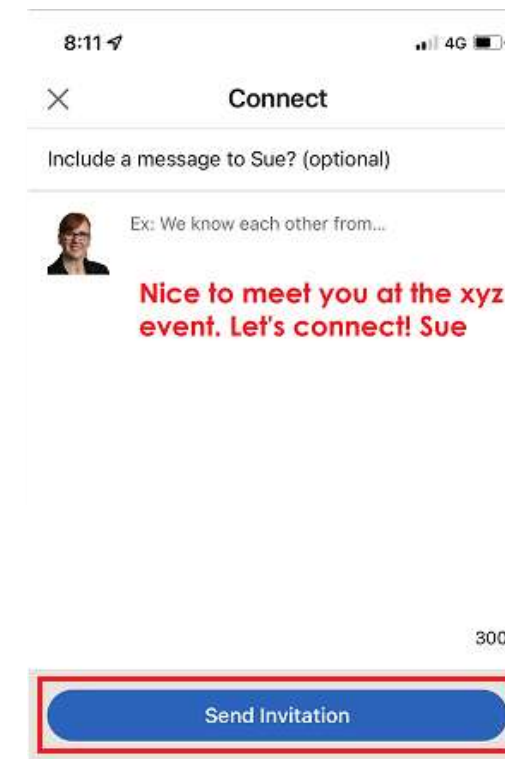 8:11
4G
Connect
Include a message to Sue? (optional)
Ex: We know each other from...
Nice to meet you at the xyz
event. Let's connect! Sue
300
Send Invitation